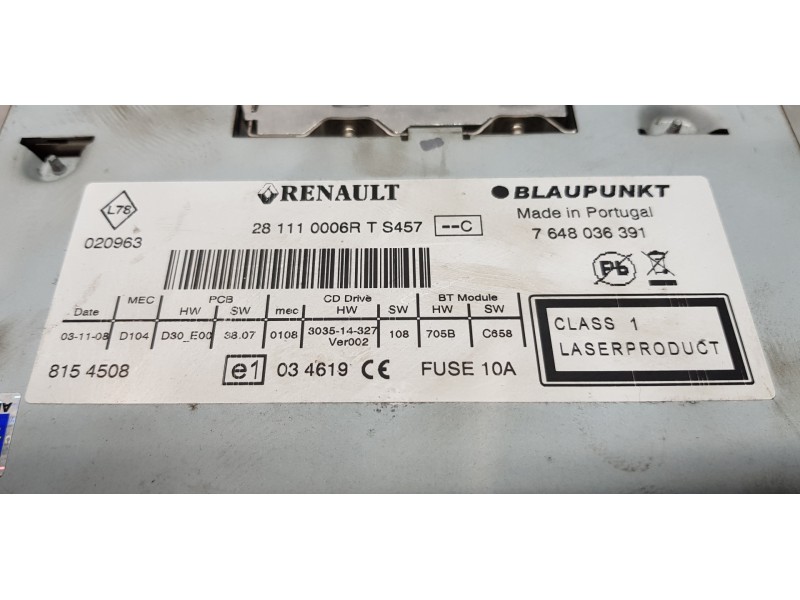 RENAULT
BLAUPUNKT
L78
020963
28 111 0006R T S457 --C
Made in Portugal
7 648 036 391
Pb
Date MEC PCB HW SW mec CD Drive HW SW BT Module HW SW
03-11-08 D104 D30_E00 38.07 0108 3035-14-327 Ver002 108 705B C658
CLASS 1
LASERPRODUCT
815 4508
e1 03 4619 CE FUSE 10A